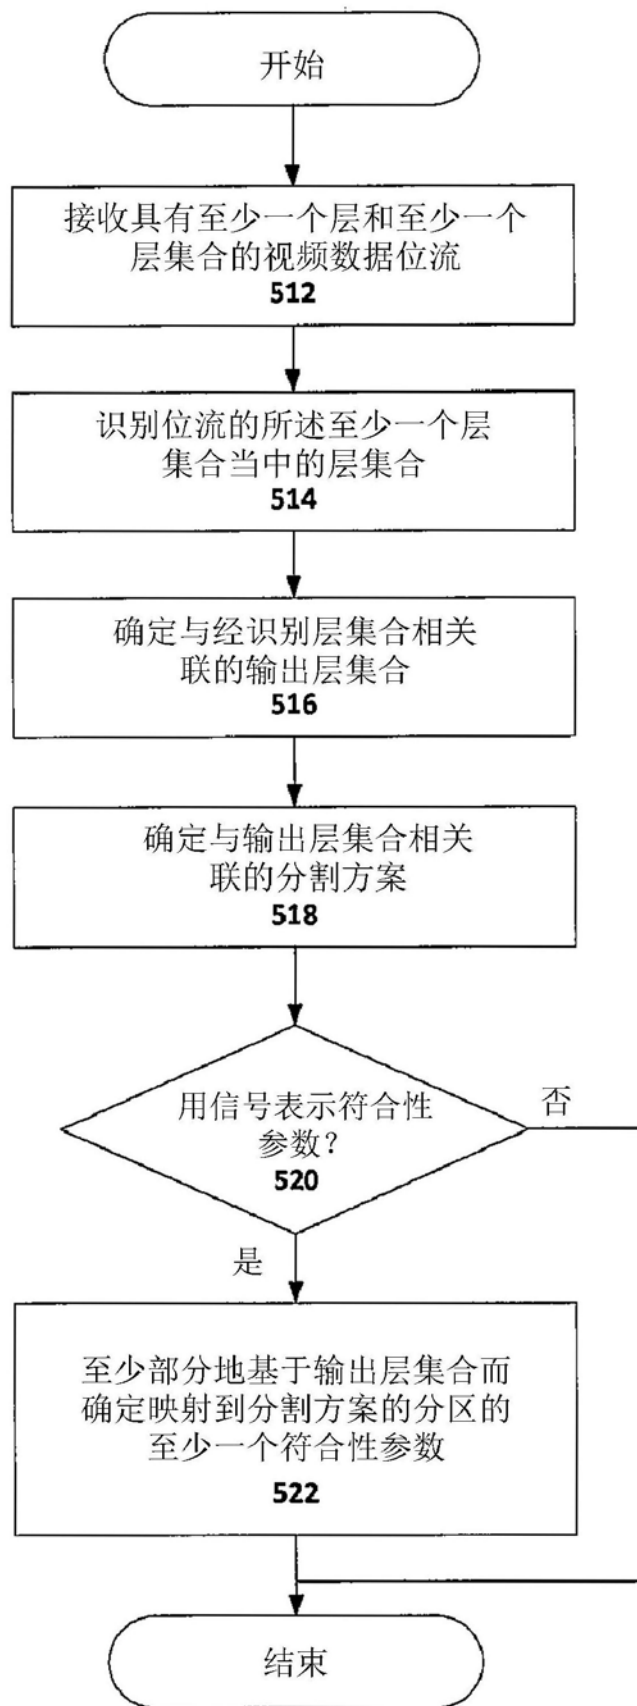 开始
接收具有至少一个层和至少一个
层集合的视频数据位流
512
识别位流的所述至少一个层
集合当中的层集合
514
确定与经识别层集合相关
联的输出层集合
516
确定与输出层集合相关
联的分割方案
518
用信号表示符合性
参数?
520
否
是
至少部分地基于输出层集合而
确定映射到分割方案的分区的
至少一个符合性参数
522
结束